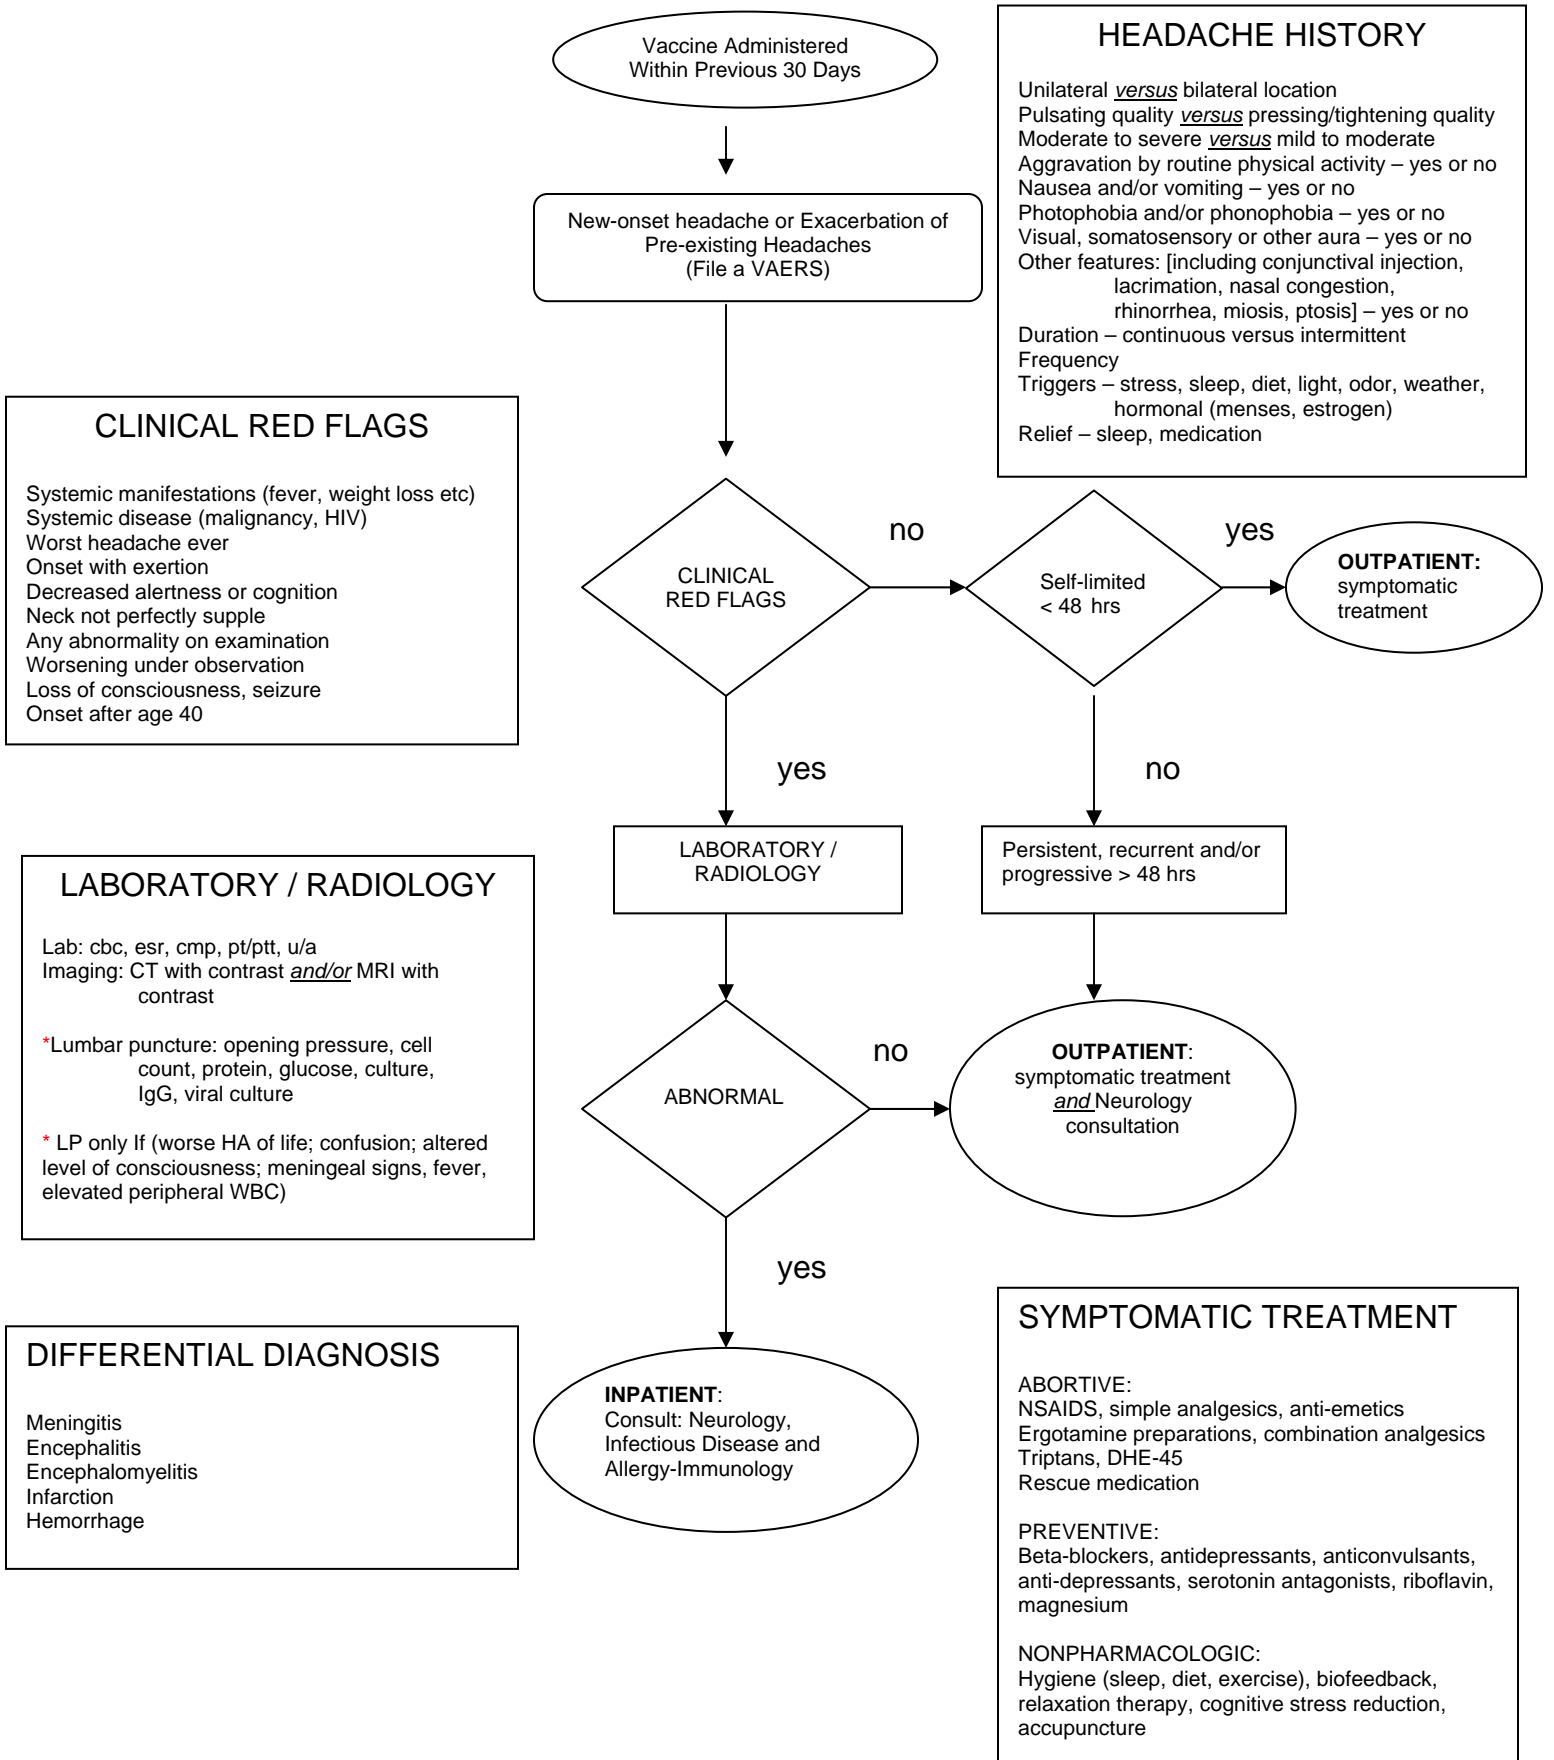 Vaccine Administered
Within Previous 30 Days
HEADACHE HISTORY
Unilateral versus bilateral location
Pulsating quality versus pressing/tightening quality
Moderate to severe versus mild to moderate
Aggravation by routine physical activity – yes or no
Nausea and/or vomiting – yes or no
Photophobia and/or phonophobia – yes or no
Visual, somatosensory or other aura – yes or no
Other features: [including conjunctival injection,
lacrimation, nasal congestion,
rhinorrhea, miosis, ptosis] – yes or no
Duration – continuous versus intermittent
Frequency
Triggers – stress, sleep, diet, light, odor, weather,
hormonal (menses, estrogen)
Relief – sleep, medication
New-onset headache or Exacerbation of
Pre-existing Headaches
(File a VAERS)
CLINICAL RED FLAGS
Systemic manifestations (fever, weight loss etc)
Systemic disease (malignancy, HIV)
Worst headache ever
Onset with exertion
Decreased alertness or cognition
Neck not perfectly supple
Any abnormality on examination
Worsening under observation
Loss of consciousness, seizure
Onset after age 40
CLINICAL
RED FLAGS
no
Self-limited
< 48 hrs
yes
OUTPATIENT:
symptomatic
treatment
yes
no
LABORATORY /
RADIOLOGY
Persistent, recurrent and/or
progressive > 48 hrs
LABORATORY / RADIOLOGY
Lab: cbc, esr, cmp, pt/ptt, u/a
Imaging: CT with contrast and/or MRI with
contrast
*Lumbar puncture: opening pressure, cell
count, protein, glucose, culture,
IgG, viral culture
* LP only If (worse HA of life; confusion; altered
level of consciousness; meningeal signs, fever,
elevated peripheral WBC)
ABNORMAL
no
OUTPATIENT:
symptomatic treatment
and Neurology
consultation
yes
DIFFERENTIAL DIAGNOSIS
Meningitis
Encephalitis
Encephalomyelitis
Infarction
Hemorrhage
INPATIENT:
Consult: Neurology,
Infectious Disease and
Allergy-Immunology
SYMPTOMATIC TREATMENT
ABORTIVE:
NSAIDS, simple analgesics, anti-emetics
Ergotamine preparations, combination analgesics
Triptans, DHE-45
Rescue medication
PREVENTIVE:
Beta-blockers, antidepressants, anticonvulsants,
anti-depressants, serotonin antagonists, riboflavin,
magnesium
NONPHARMACOLOGIC:
Hygiene (sleep, diet, exercise), biofeedback,
relaxation therapy, cognitive stress reduction,
accupuncture